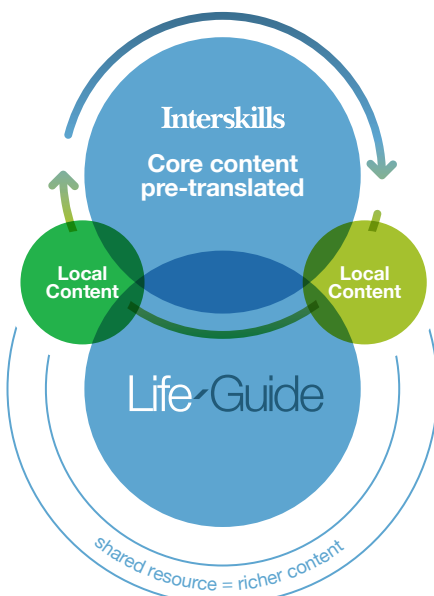 Interskills
Core content
pre-translated
Local
Content
Local
Content
Life Guide
shared resource = richer content